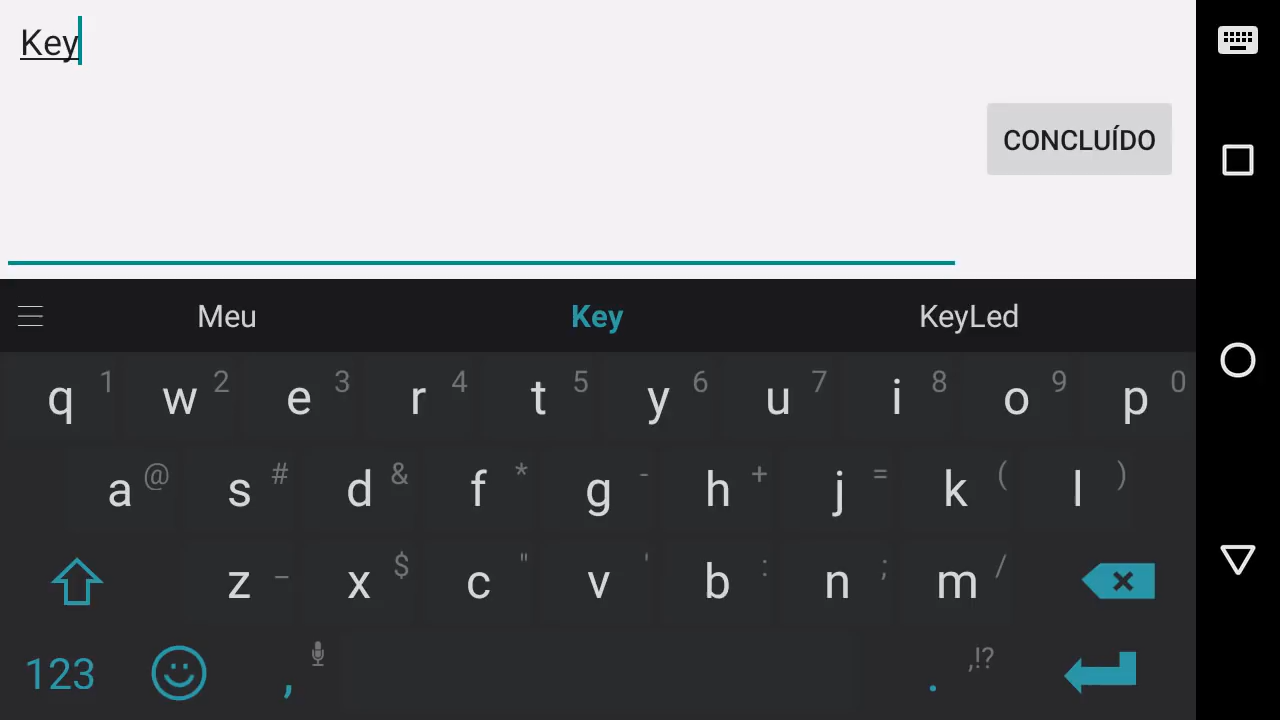 Key
CONCLUÍDO
Meu Key KeyLed
q 1 w 2 e 3 r 4 t 5 y 6 u 7 i 8 o 9 p 0
a @ s # d & f * g - h + j = k ( l )
z _ x $ c " v ' b : n ; m /
123 , . ,!?